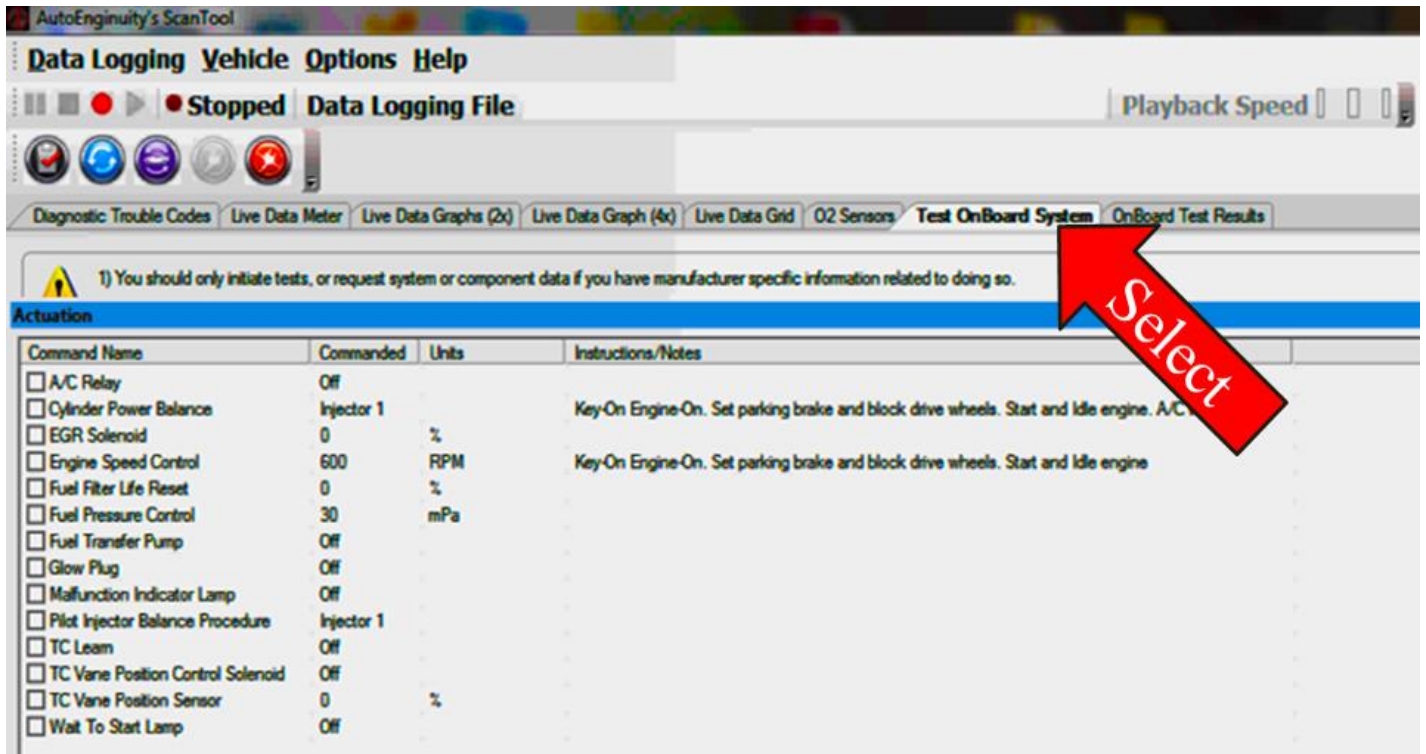 AutoEnginuity's ScanTool
Data Logging Vehicle Options Help
Stopped Data Logging File Playback Speed
Diagnostic Trouble Codes Live Data Meter Live Data Graphs (2x) Live Data Graph (4x) Live Data Grid O2 Sensors Test OnBoard System OnBoard Test Results
1) You should only initiate tests, or request system or component data if you have manufacturer specific information related to doing so.
Select
Actuation
Command Name Commanded Units Instructions/Notes
A/C Relay Off
Cylinder Power Balance Injector 1 Key-On Engine-On. Set parking brake and block drive wheels. Start and Idle engine. A/C
EGR Solenoid 0 %
Engine Speed Control 600 RPM Key-On Engine-On. Set parking brake and block drive wheels. Start and Idle engine
Fuel Filter Life Reset 0 %
Fuel Pressure Control 30 mPa
Fuel Transfer Pump Off
Glow Plug Off
Malfunction Indicator Lamp Off
Pilot Injector Balance Procedure Injector 1
TC Learn Off
TC Vane Position Control Solenoid Off
TC Vane Position Sensor 0 %
Wait To Start Lamp Off